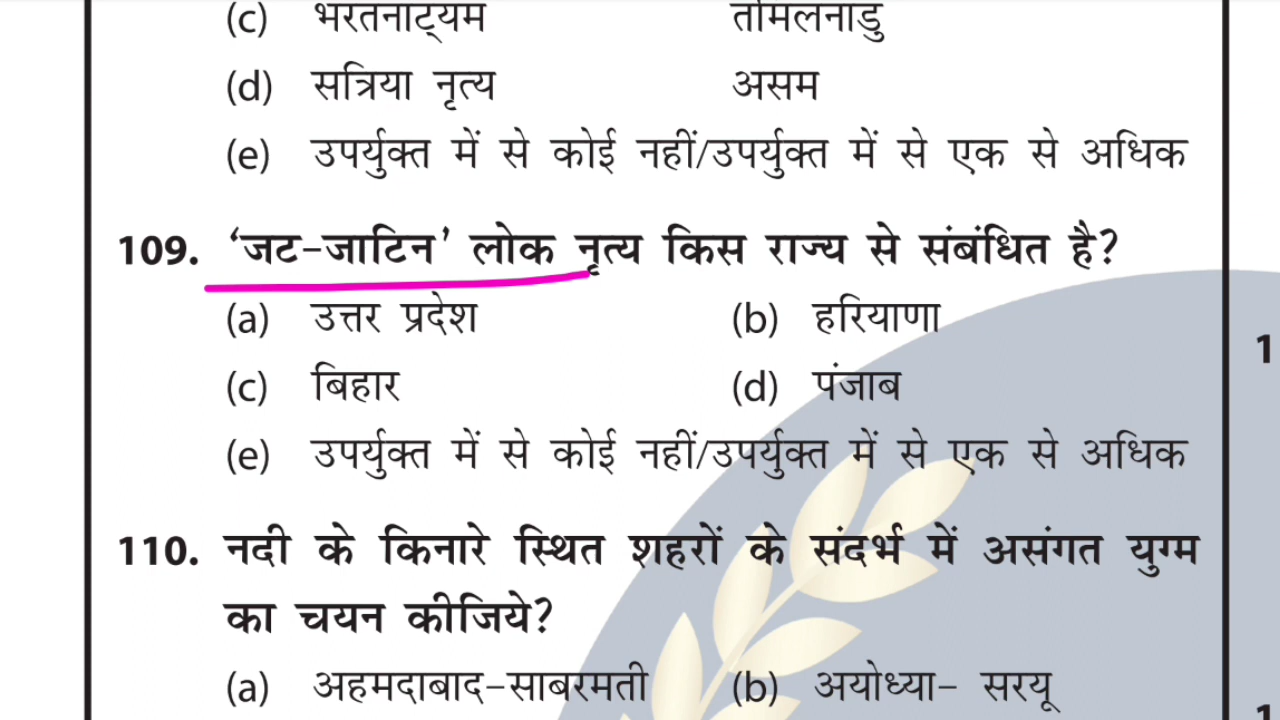 (c) भरतनाट्यम तमिलनाडु
(d) सत्रिया नृत्य असम
(e) उपर्युक्त में से कोई नहीं/उपर्युक्त में से एक से अधिक
109. ‘जट-जाटिन’ लोक नृत्य किस राज्य से संबंधित है?
(a) उत्तर प्रदेश (b) हरियाणा
(c) बिहार (d) पंजाब
(e) उपर्युक्त में से कोई नहीं/उपर्युक्त में से एक से अधिक
110. नदी के किनारे स्थित शहरों के संदर्भ में असंगत युग्म
का चयन कीजिये?
(a) अहमदाबाद-साबरमती (b) अयोध्या- सरयू